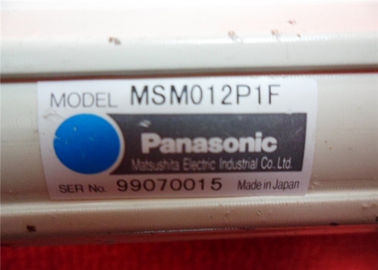 MODEL MSM012P1F
Panasonic
Matsushita Electric Industrial Co. Ltd.
SER No. 99070015 Made in Japan